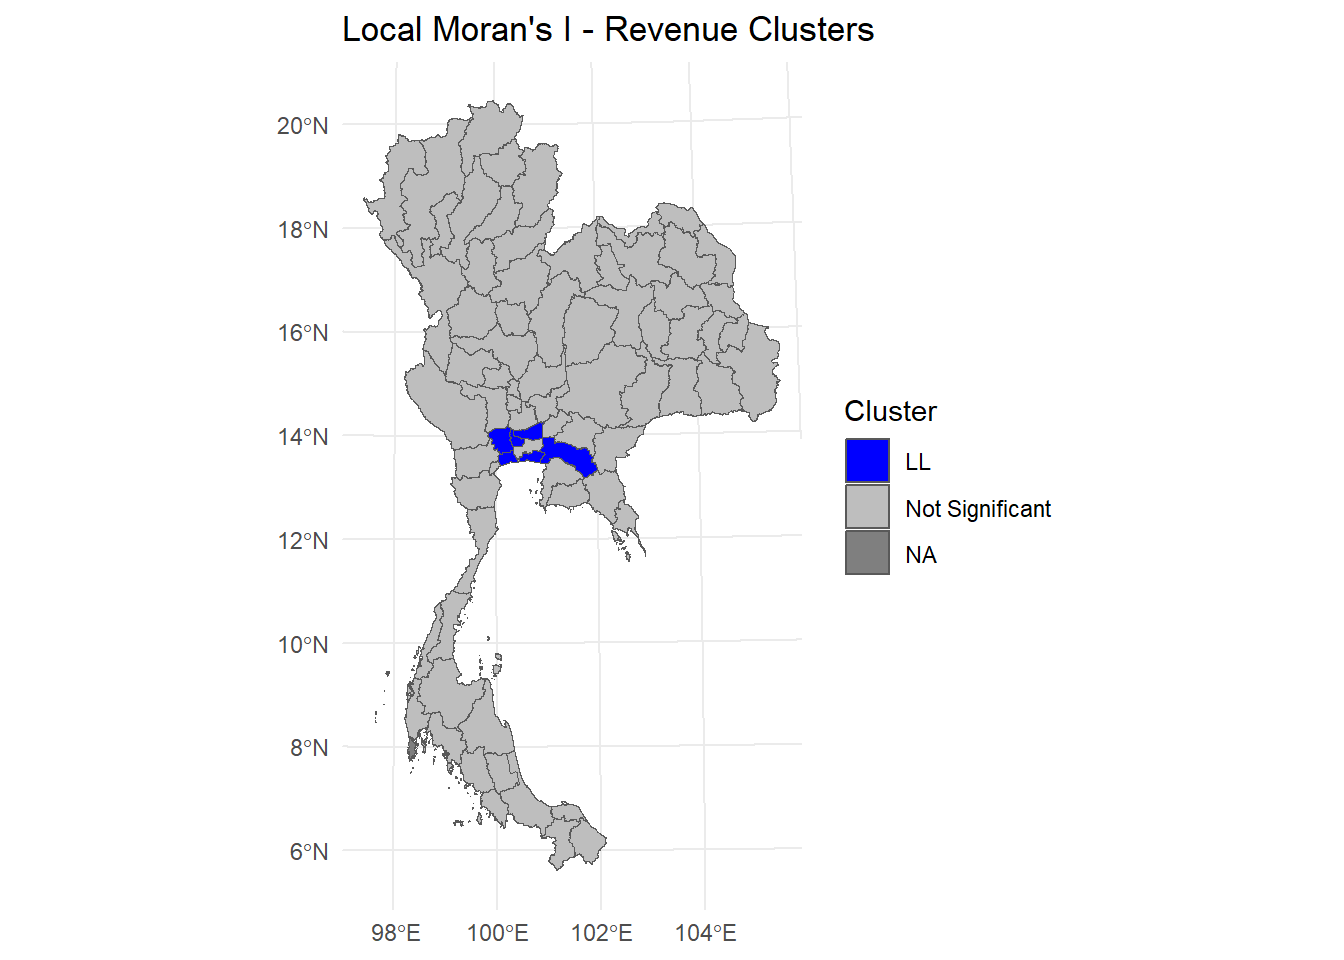 Local Moran's I - Revenue Clusters
20°N
18°N
16°N
14°N
12°N
10°N
8°N
6°N
98°E
100°E
102°E
104°E
Cluster
LL
Not Significant
NA